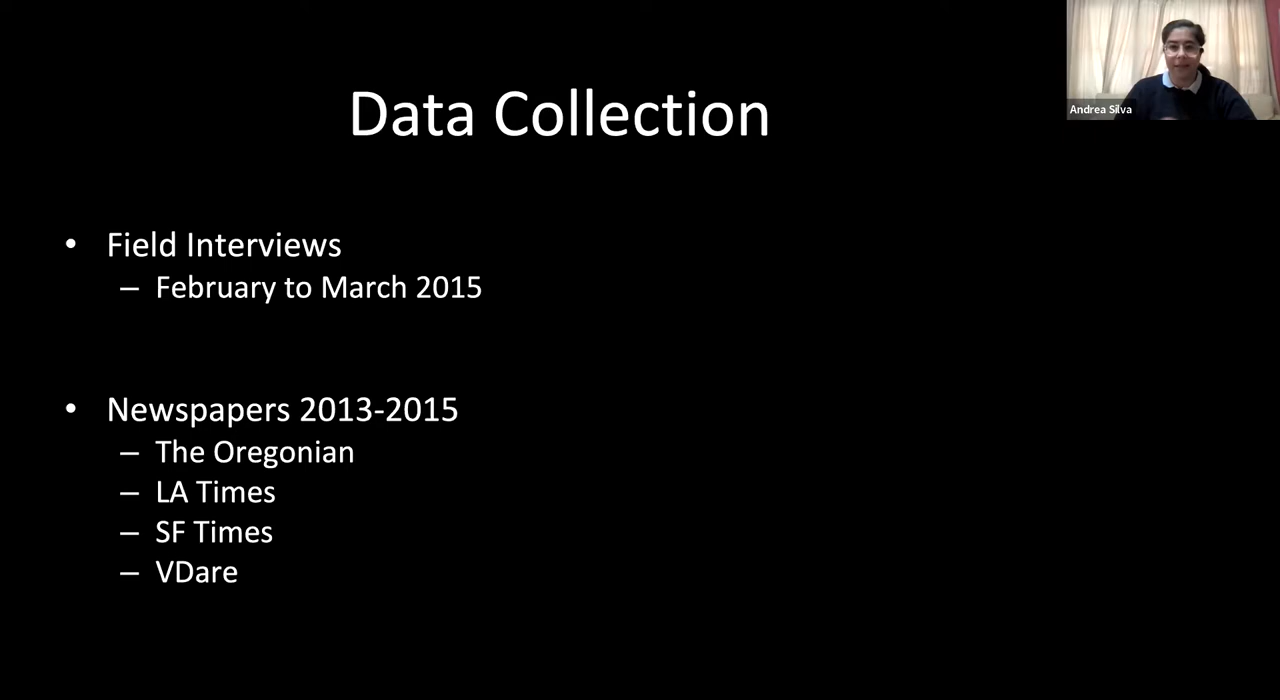 Data Collection
Andrea Silva
• Field Interviews
– February to March 2015
• Newspapers 2013-2015
– The Oregonian
– LA Times
– SF Times
– VDare